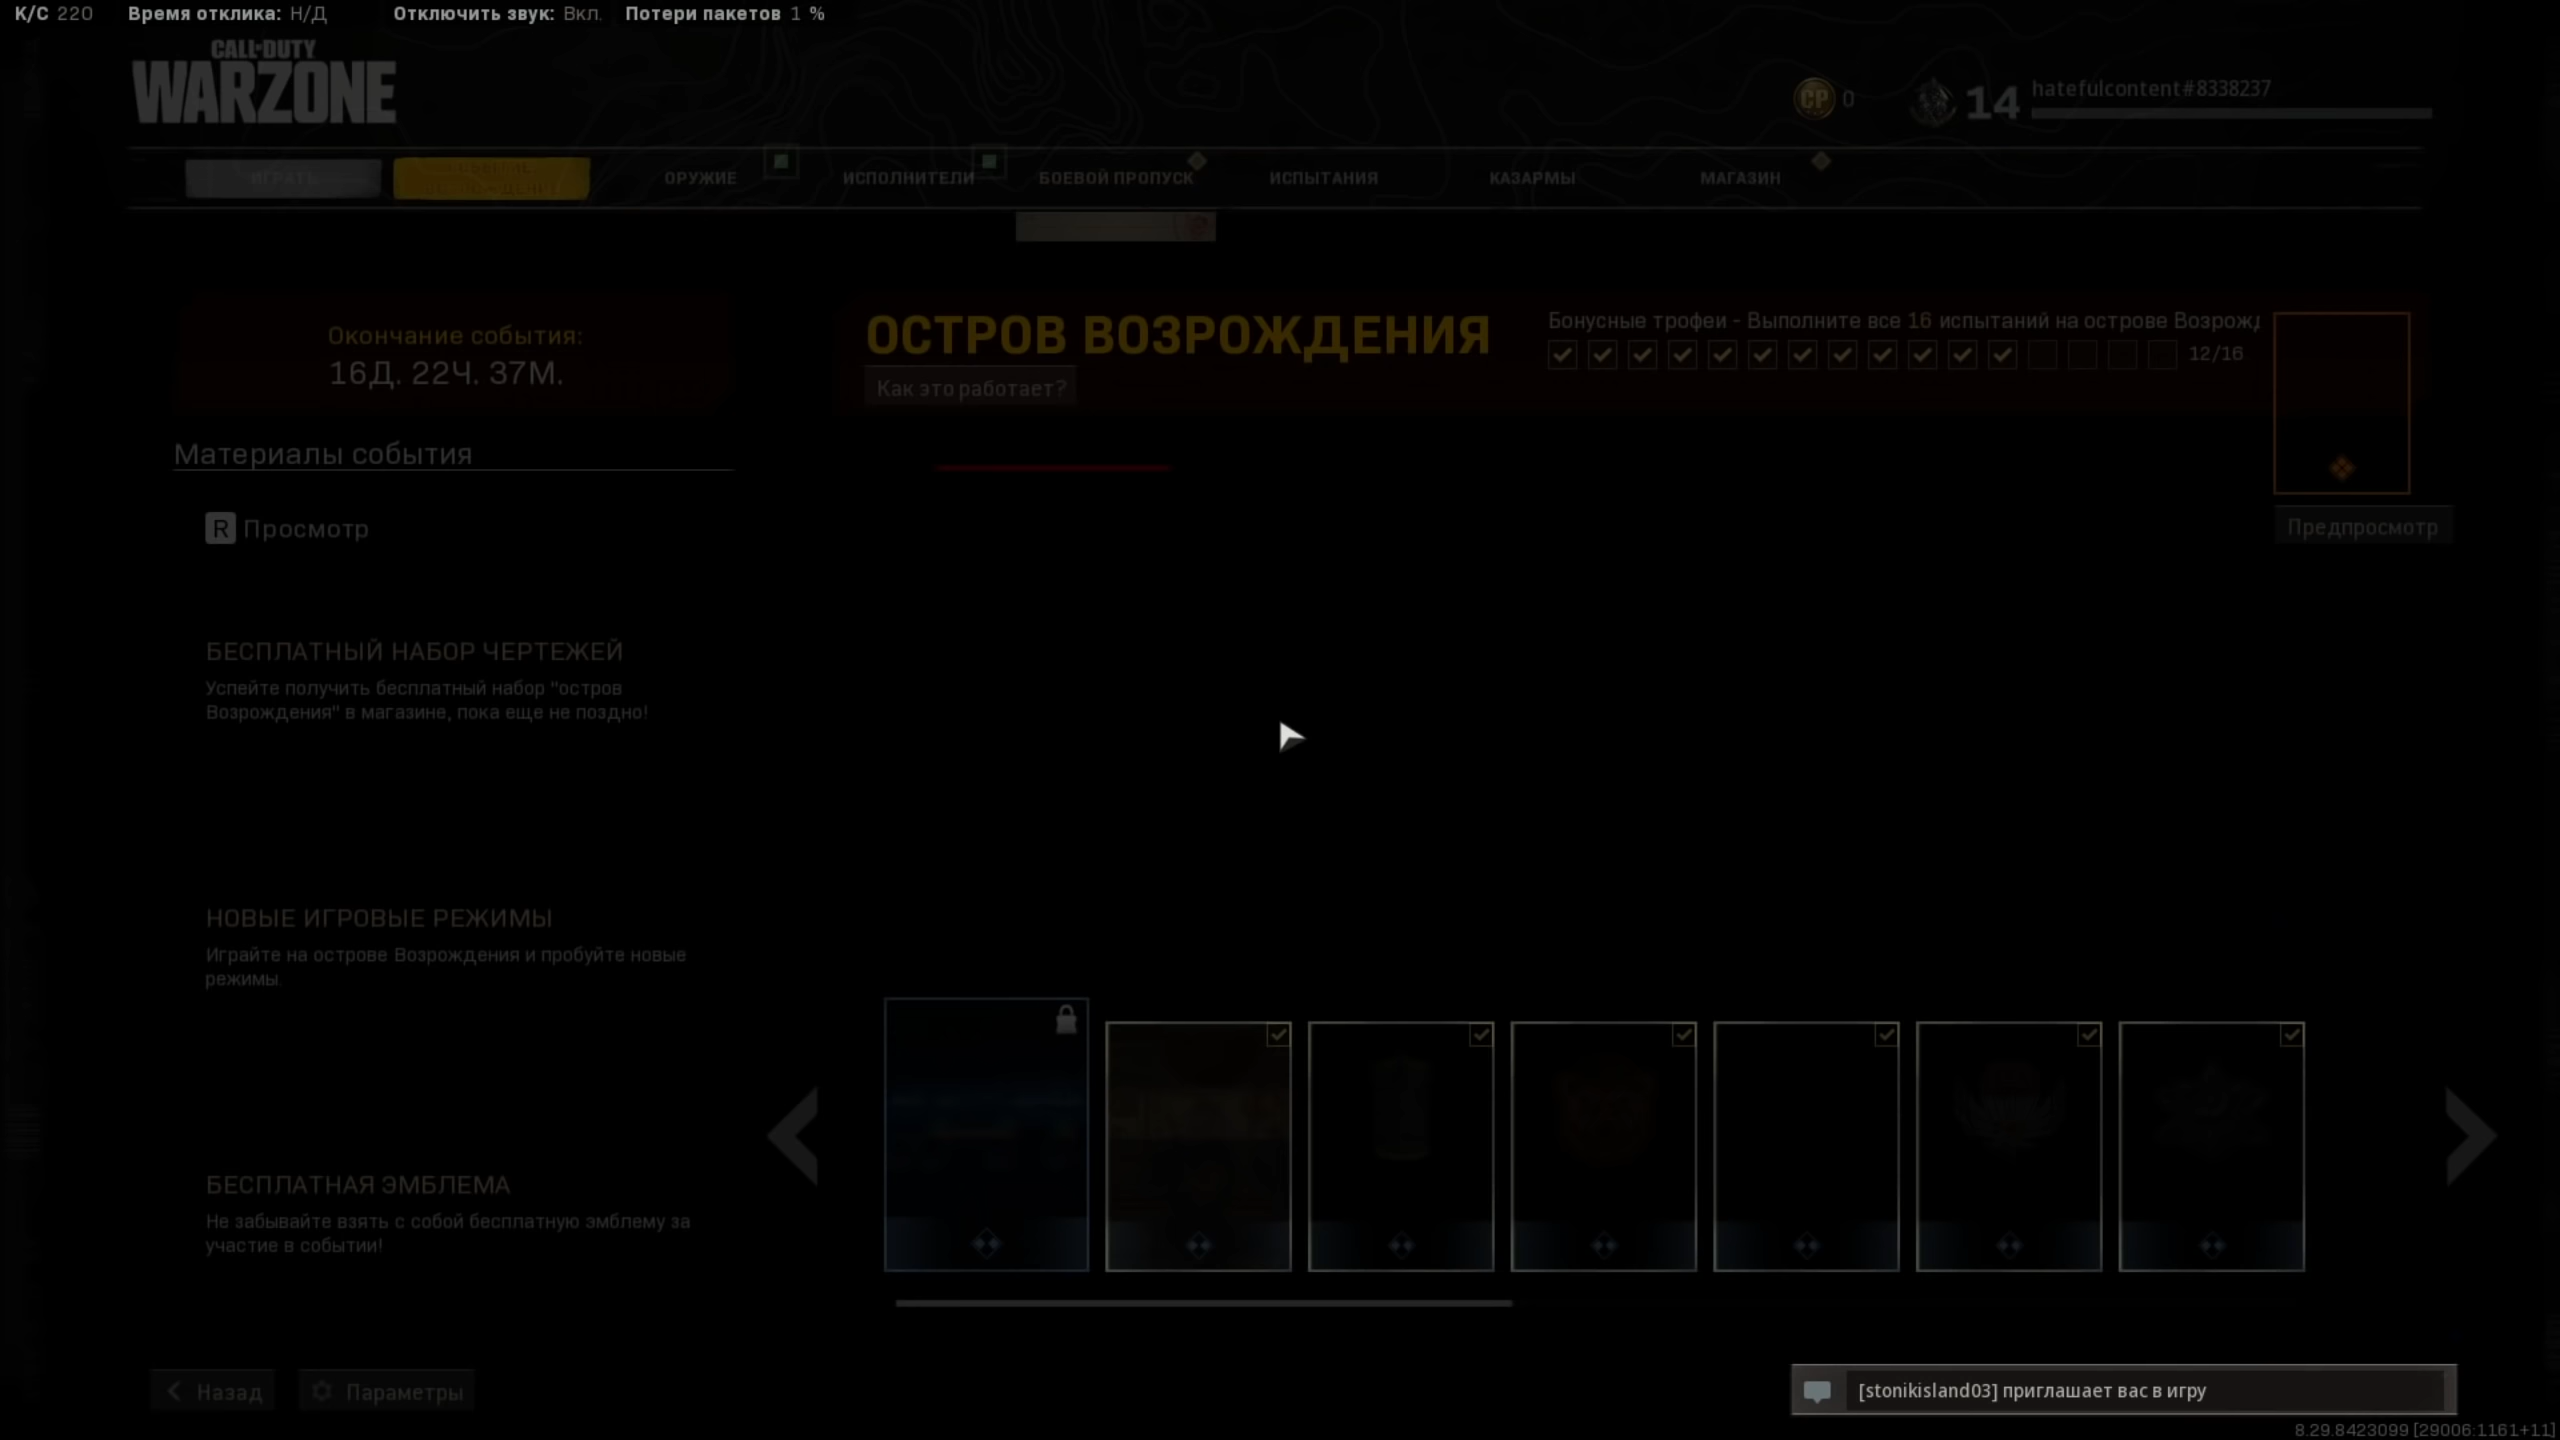 К/С 220 Время отклика: Н/Д Отключить звук: Вкл. Потери пакетов 1 %
CALL·DUTY
WARZONE
CP 0 14 hatefulcontent#8338237
ИГРАТЬ
ОРУЖИЕ ИСПОЛНИТЕЛИ БОЕВОЙ ПРОПУСК ИСПЫТАНИЯ КАЗАРМЫ МАГАЗИН
Окончание события:
16Д. 22Ч. 37М.
ОСТРОВ ВОЗРОЖДЕНИЯ
Как это работает?
Бонусные трофеи - Выполните все 16 испытаний на острове Возрож
12/16
Предпросмотр
Материалы события
R Просмотр
БЕСПЛАТНЫЙ НАБОР ЧЕРТЕЖЕЙ
Успейте получить бесплатный набор "остров
Возрождения" в магазине, пока еще не поздно!
НОВЫЕ ИГРОВЫЕ РЕЖИМЫ
Играйте на острове Возрождения и пробуйте новые
режимы.
БЕСПЛАТНАЯ ЭМБЛЕМА
Не забывайте взять с собой бесплатную эмблему за
участие в событии!
Назад Параметры
[stonikisland03] приглашает вас в игру
8.29.8423099 [29006:1161+11]